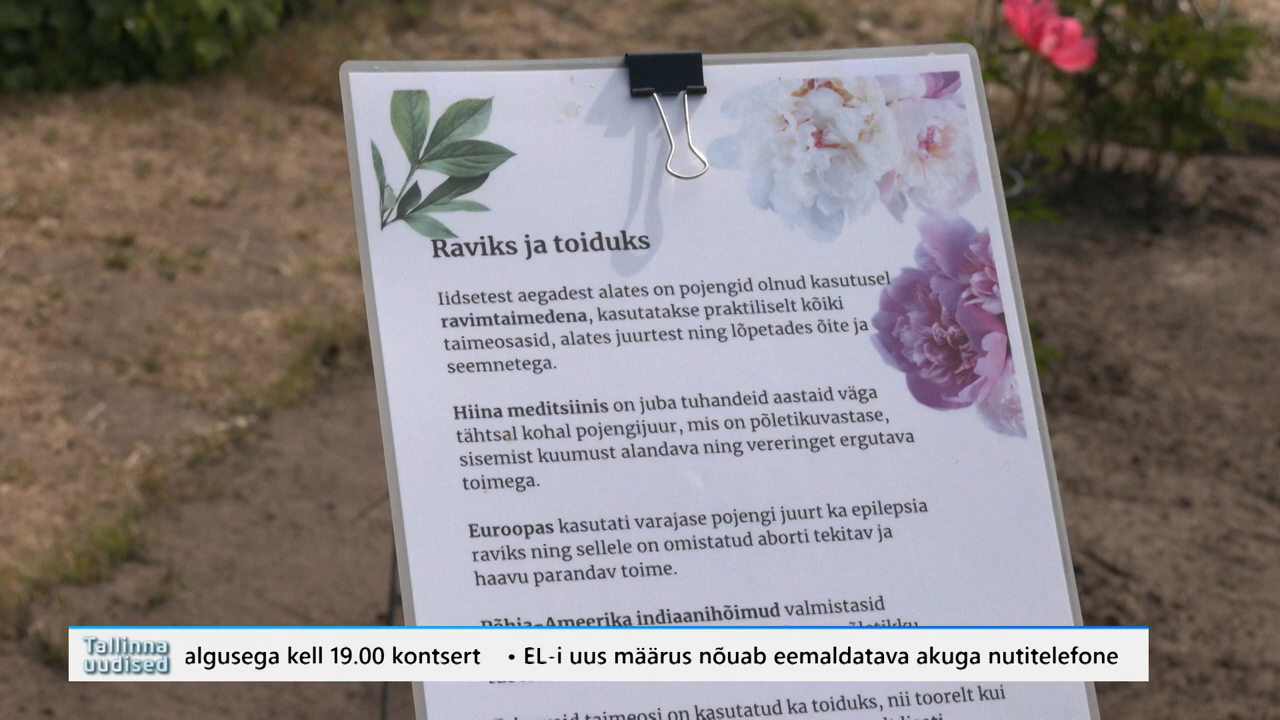 Raviks ja toiduks
Iidsetest aegadest alates on pojengid olnud kasutusel
ravimtaimedena, kasutatakse praktiliselt kõiki
taimeosasid, alates juurtest ning lõpetades õite ja
seemnetega.
Hiina meditsiinis on juba tuhandeid aastaid väga
tähtsal kohal pojengijuur, mis on põletikuvastase,
sisemist kuumust alandava ning vereringet ergutava
toimega.
Euroopas kasutati varajase pojengi juurt ka epilepsia
raviks ning sellele on omistatud aborti tekitav ja
haavu parandav toime.
Põhja-Ameerika indiaanihõimud valmistasid
taimeosi on kasutatud ka toiduks, nii toorelt kui
Tallinna
uudised
algusega kell 19.00 kontsert • EL-i uus määrus nõuab eemaldatava akuga nutitelefone